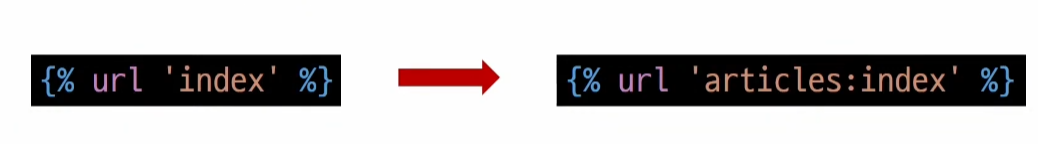 {% url 'index' %} {% url 'articles:index' %}